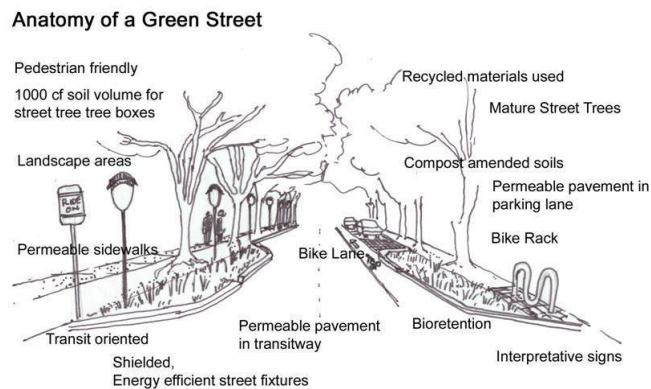 Anatomy of a Green Street
Pedestrian friendly
1000 cf soil volume for
street tree tree boxes
Landscape areas
RIDE
ON
Permeable sidewalks
Transit oriented
Shielded,
Energy efficient street fixtures
Permeable pavement
in transitway
Bike Lane
Recycled materials used
Mature Street Trees
Compost amended soils
Permeable pavement in
parking lane
Bike Rack
Bioretention
Interpretative signs